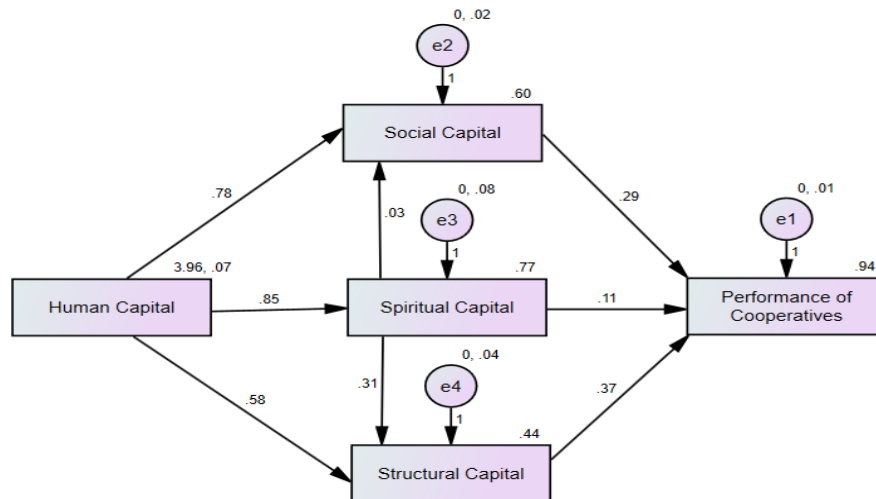 0, .02
e2
1
.60
Social Capital
.78
.03
0, .08
e3
1
.29
0, .01
e1
1
3.96, .07
Human Capital
.85
.77
Spiritual Capital
.11
.94
Performance of
Cooperatives
.58
.31
0, .04
e4
1
.37
.44
Structural Capital